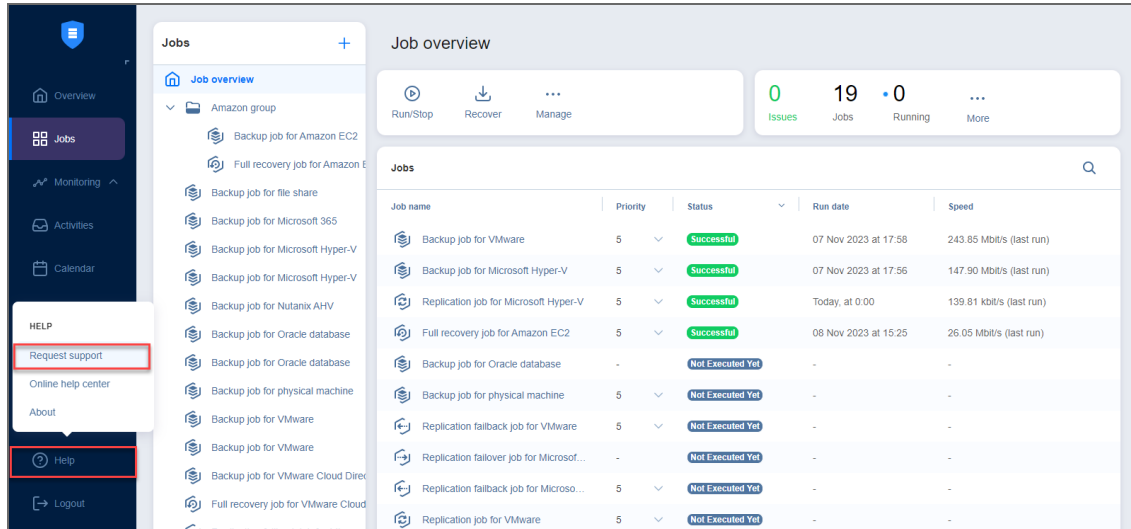 Overview
Jobs
Monitoring
Activities
Calendar
HELP
Request support
Online help center
About
Help
Logout
Jobs
Job overview
Amazon group
Backup job for Amazon EC2
Full recovery job for Amazon E
Backup job for file share
Backup job for Microsoft 365
Backup job for Microsoft Hyper-V
Backup job for Microsoft Hyper-V
Backup job for Nutanix AHV
Backup job for Oracle database
Backup job for Oracle database
Backup job for physical machine
Backup job for VMware
Backup job for VMware
Backup job for VMware Cloud Direc
Full recovery job for VMware Cloud
Job overview
Run/Stop Recover Manage
0 19 0
Issues Jobs Running More
Jobs
Job name Priority Status Run date Speed
Backup job for VMware 5 Successful 07 Nov 2023 at 17:58 243.85 Mbit/s (last run)
Backup job for Microsoft Hyper-V 5 Successful 07 Nov 2023 at 17:56 147.90 Mbit/s (last run)
Replication job for Microsoft Hyper-V 5 Successful Today, at 0:00 139.81 kbit/s (last run)
Full recovery job for Amazon EC2 5 Successful 08 Nov 2023 at 15:25 26.05 Mbit/s (last run)
Backup job for Oracle database - Not Executed Yet - -
Backup job for physical machine 5 Not Executed Yet - -
Replication failback job for VMware 5 Not Executed Yet - -
Replication failover job for Microsof... - Not Executed Yet - -
Replication failback job for Microso... 5 Not Executed Yet - -
Replication job for VMware 5 Not Executed Yet - -